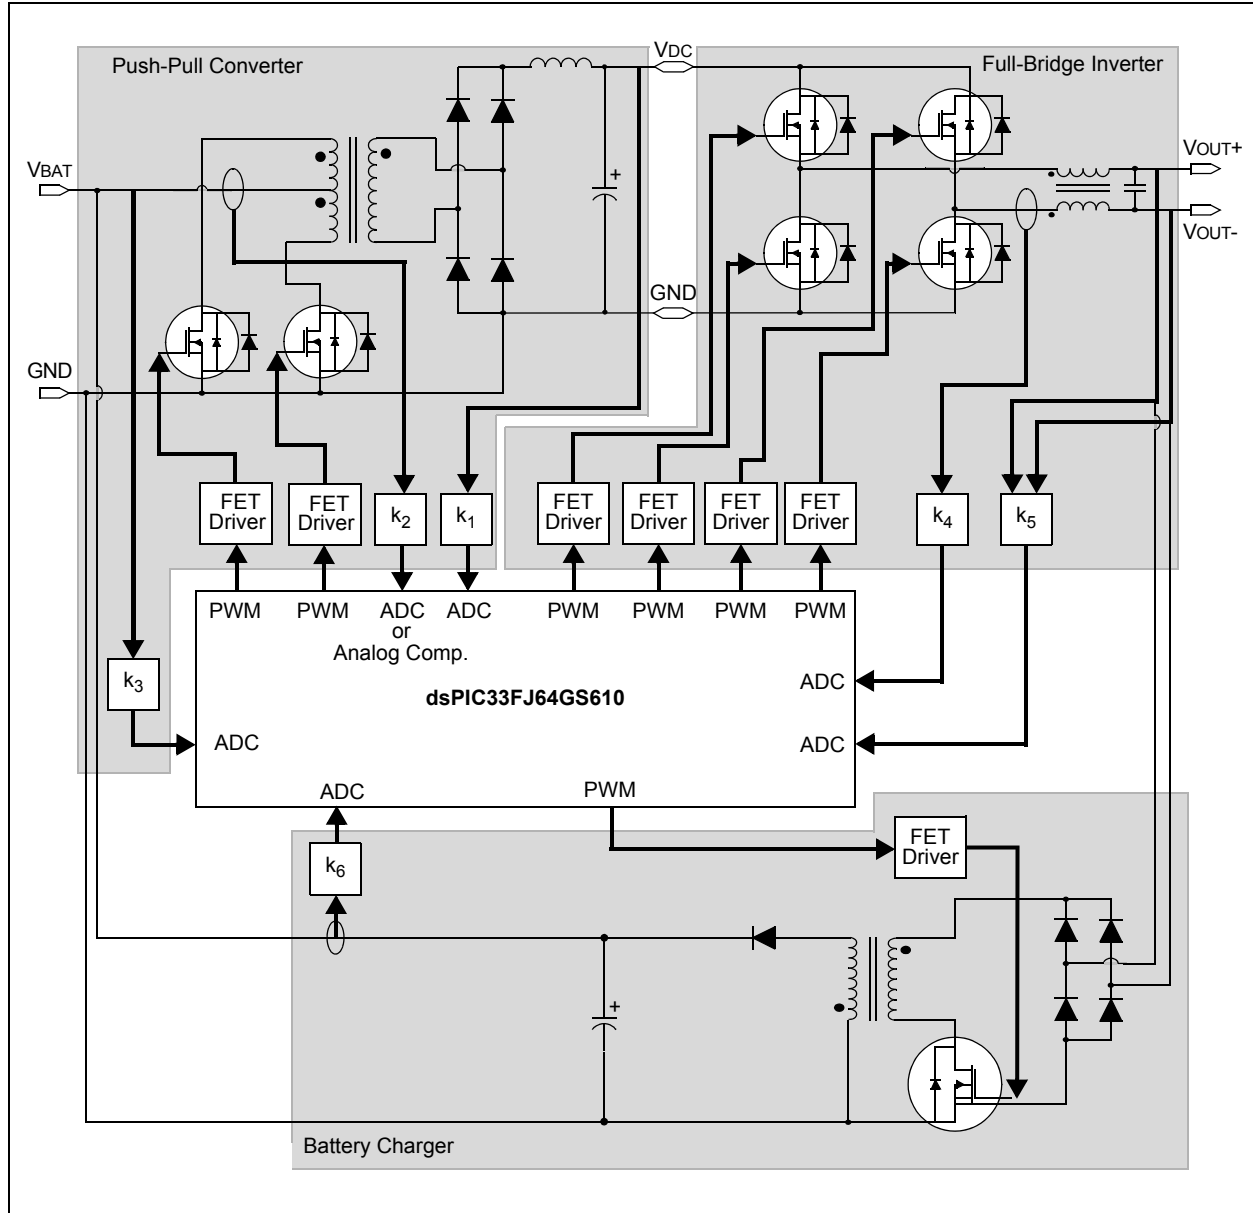 Push-Pull Converter
VDC
Full-Bridge Inverter
+
VBAT
VOUT+
VOUT-
GND
GND
FET
Driver
FET
Driver
k2
k1
FET
Driver
FET
Driver
FET
Driver
FET
Driver
k4
k5
PWM
PWM
ADC
or
Analog Comp.
ADC
PWM
PWM
PWM
PWM
k3
ADC
dsPIC33FJ64GS610
ADC
ADC
ADC
PWM
k6
FET
Driver
+
Battery Charger